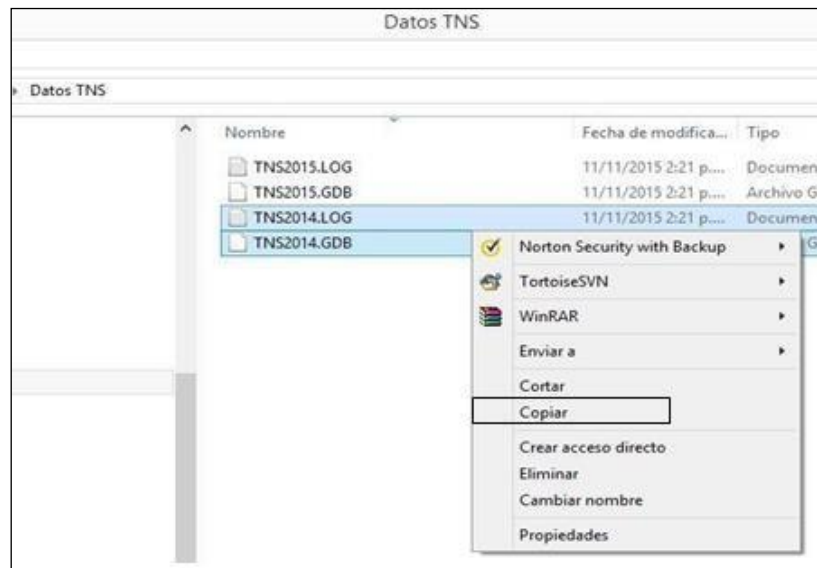 Datos TNS
Datos TNS
Nombre Fecha de modifica... Tipo
TNS2015.LOG 11/11/2015 2:21 p.... Documen
TNS2015.GDB 11/11/2015 2:21 p.... Archivo G
TNS2014.LOG 11/11/2015 2:21 p.... Documen
TNS2014.GDB G
Norton Security with Backup
TortoiseSVN
WinRAR
Enviar a
Cortar
Copiar
Crear acceso directo
Eliminar
Cambiar nombre
Propiedades